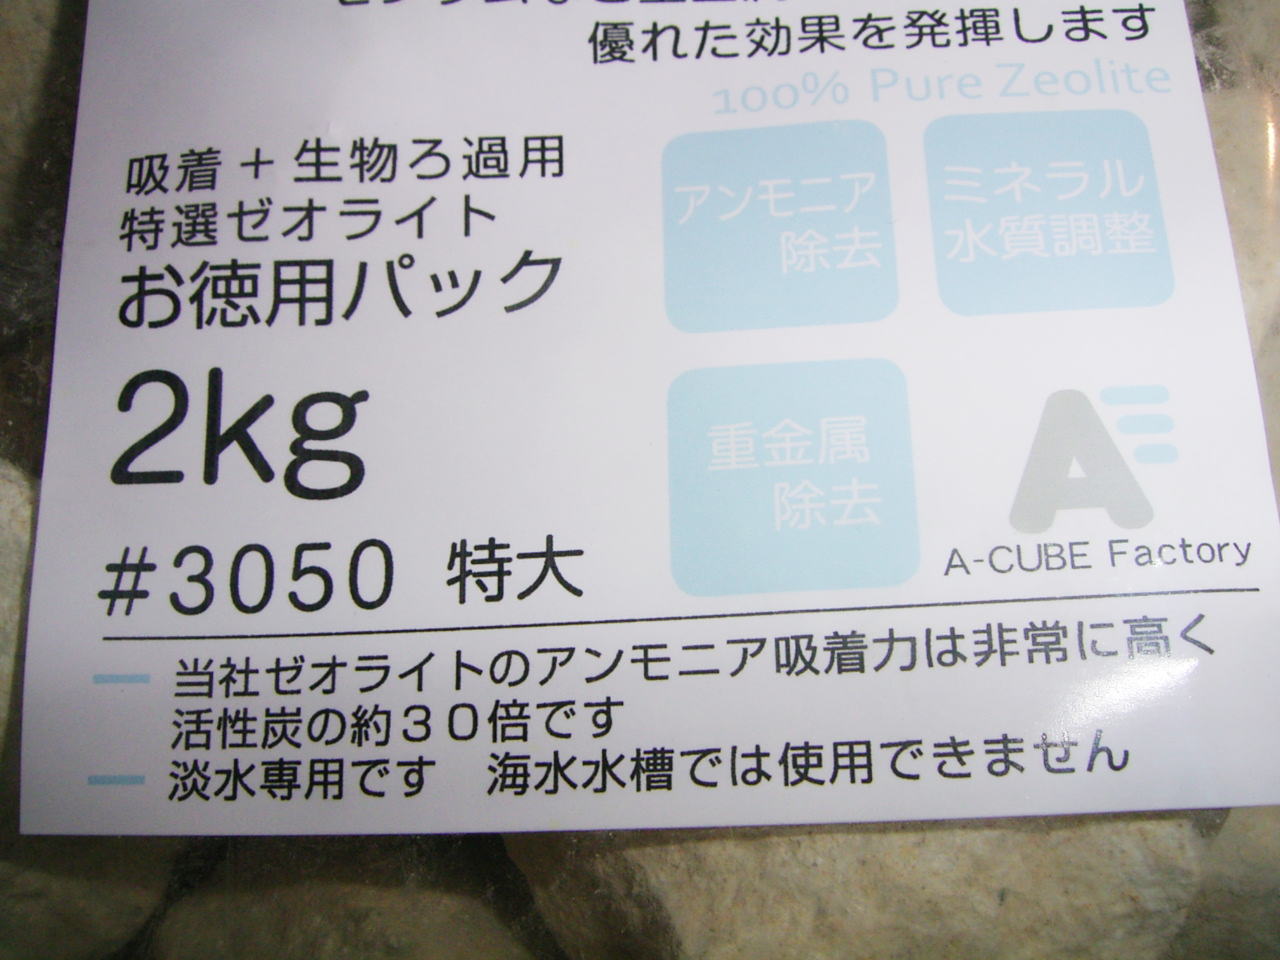 優れた効果を発揮します
100% Pure Zeolite
吸着＋生物ろ過用
特選ゼオライト
お徳用パック
2kg
#3050 特大
アンモニア
除去
ミネラル
水質調整
重金属
除去
A
A-CUBE Factory
当社ゼオライトのアンモニア吸着力は非常に高く
活性炭の約３０倍です
淡水専用です　海水水槽では使用できません